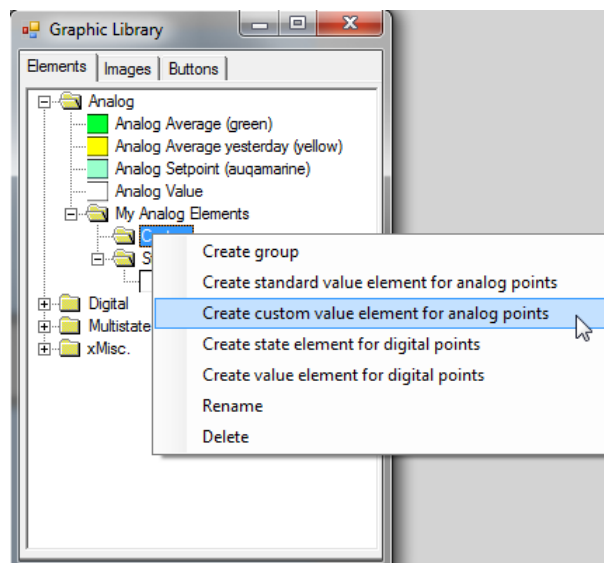 Graphic Library
Elements Images Buttons
Analog
Analog Average (green)
Analog Average yesterday (yellow)
Analog Setpoint (auqamarine)
Analog Value
My Analog Elements
Create group
Create standard value element for analog points
Digital
Create custom value element for analog points
Multistate
Create state element for digital points
xMisc.
Create value element for digital points
Rename
Delete